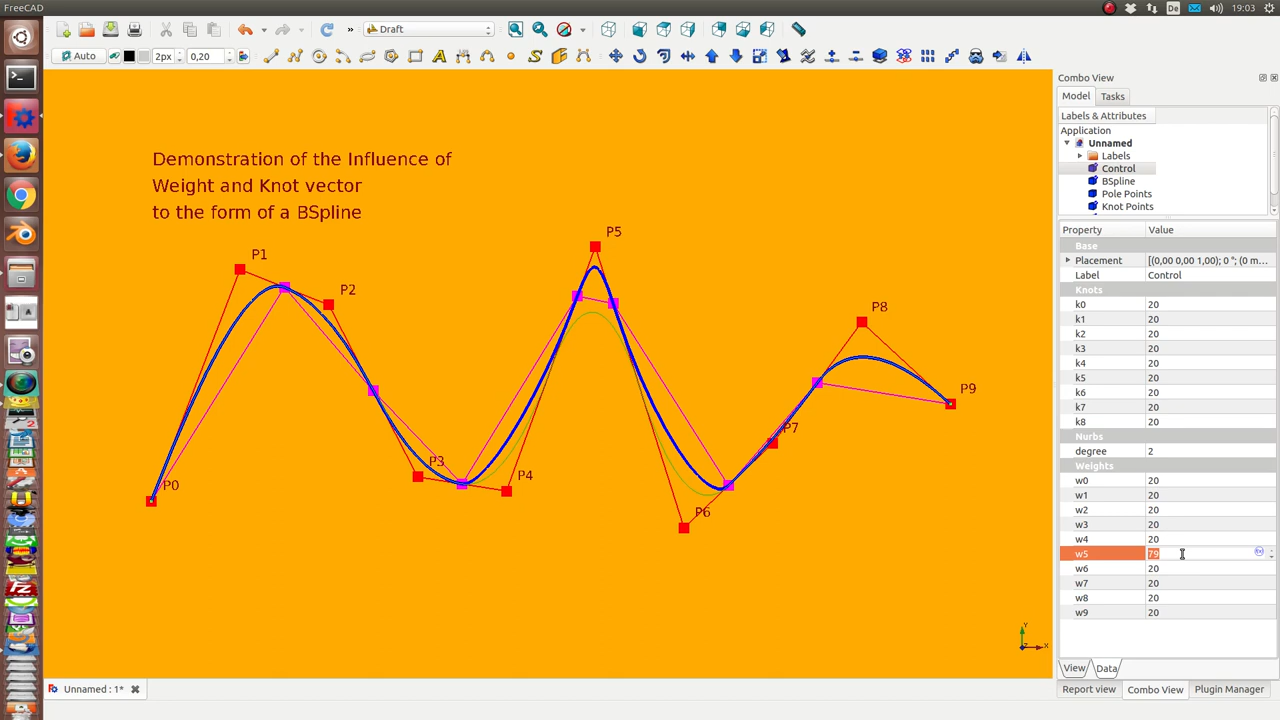 FreeCAD
De
19:03
»
Draft
Auto
2px
0,20
Combo View
Model
Tasks
Labels & Attributes
Application
Unnamed
Labels
Control
BSpline
Pole Points
Knot Points
Property
Value
Base
Placement
[(0,00 0,00 1,00); 0 °; (0 m...
Label
Control
Knots
k0
20
k1
20
k2
20
k3
20
k4
20
k5
20
k6
20
k7
20
k8
20
Nurbs
degree
2
Weights
w0
20
w1
20
w2
20
w3
20
w4
20
w5
79
w6
20
w7
20
w8
20
w9
20
View
Data
Report view
Combo View
Plugin Manager
Demonstration of the Influence of
Weight and Knot vector
to the form of a BSpline
P0
P1
P2
P3
P4
P5
P6
P7
P8
P9
Y
X
Unnamed : 1*